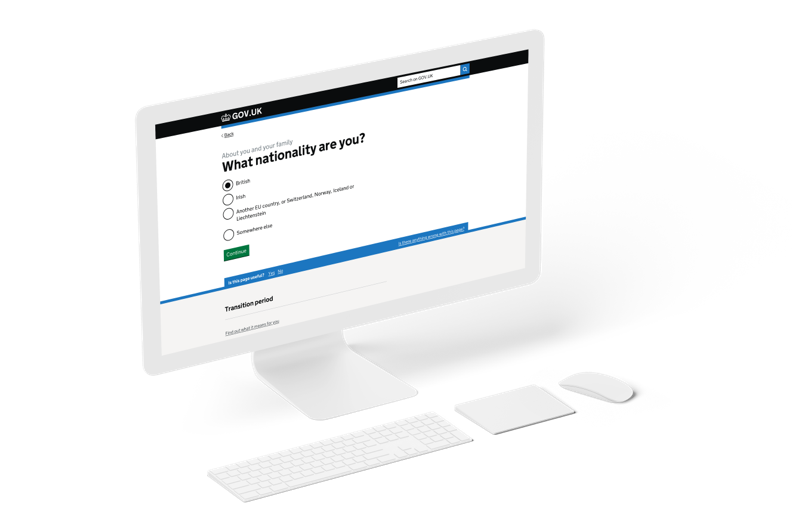 GOV.UK
Search on GOV.UK
Back
About you and your family
What nationality are you?
British
Irish
Another EU country, or Switzerland, Norway, Iceland or
Liechtenstein
Somewhere else
Continue
Is this page useful? Yes No
Is there anything wrong with this page?
Transition period
Find out what it means for you